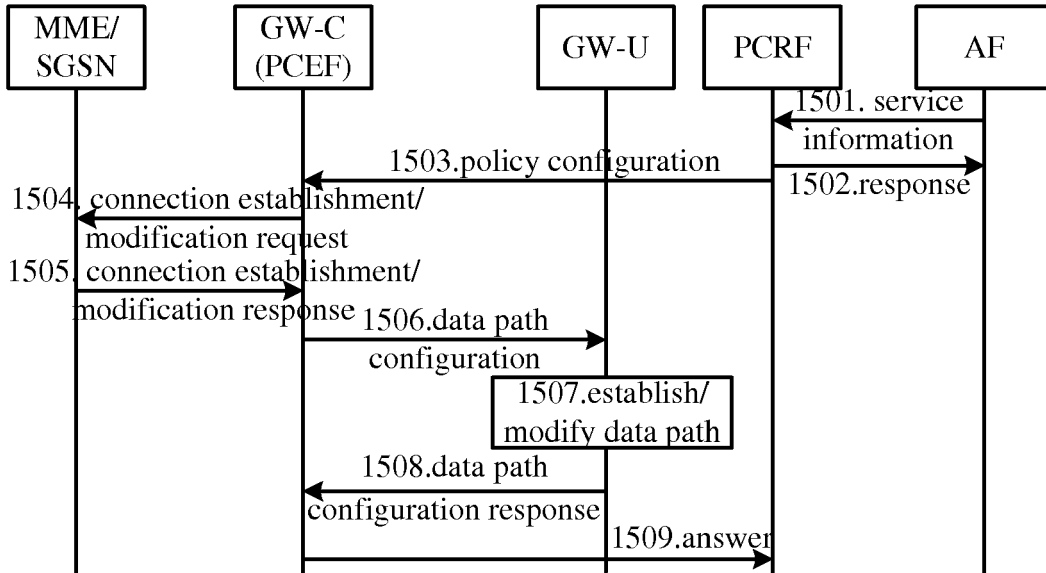 MME/
SGSN
GW-C
(PCEF)
GW-U
PCRF
AF
1501. service
information
1502.response
1503.policy configuration
1504. connection establishment/
modification request
1505. connection establishment/
modification response
1506.data path
configuration
1507.establish/
modify data path
1508.data path
configuration response
1509.answer